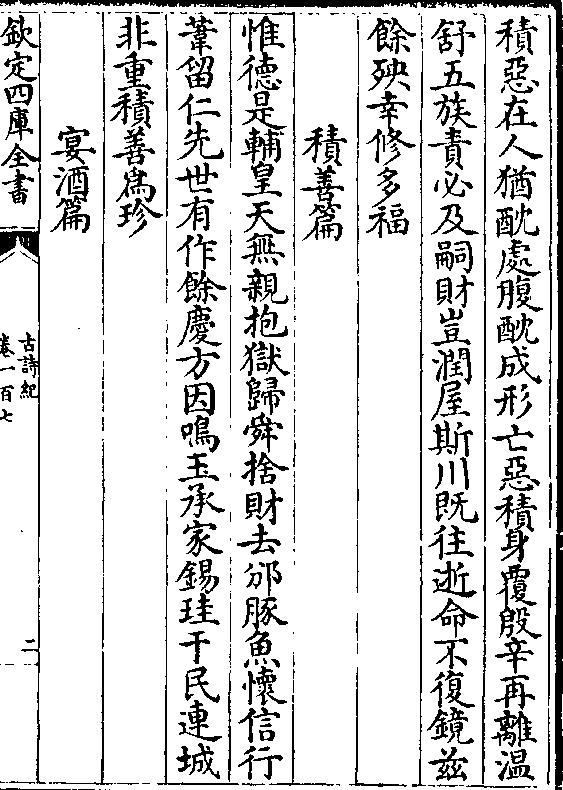 積惡在人猶酖處腹酖成形亡惡積身覆殷辛再離溫
舒五族責必及嗣財豈潤屋斯川既往逝命不復鏡兹
餘殃幸修多福
積善篇
惟德是輔皇天無親抱獄歸舜捨財去邠豚魚懷信行
葦留仁先世有作餘慶方因鳴玉承家錫珪干民連城
非重積善爲珍
宴酒篇
欽定四庫全書
古詩紀
卷一百七
二